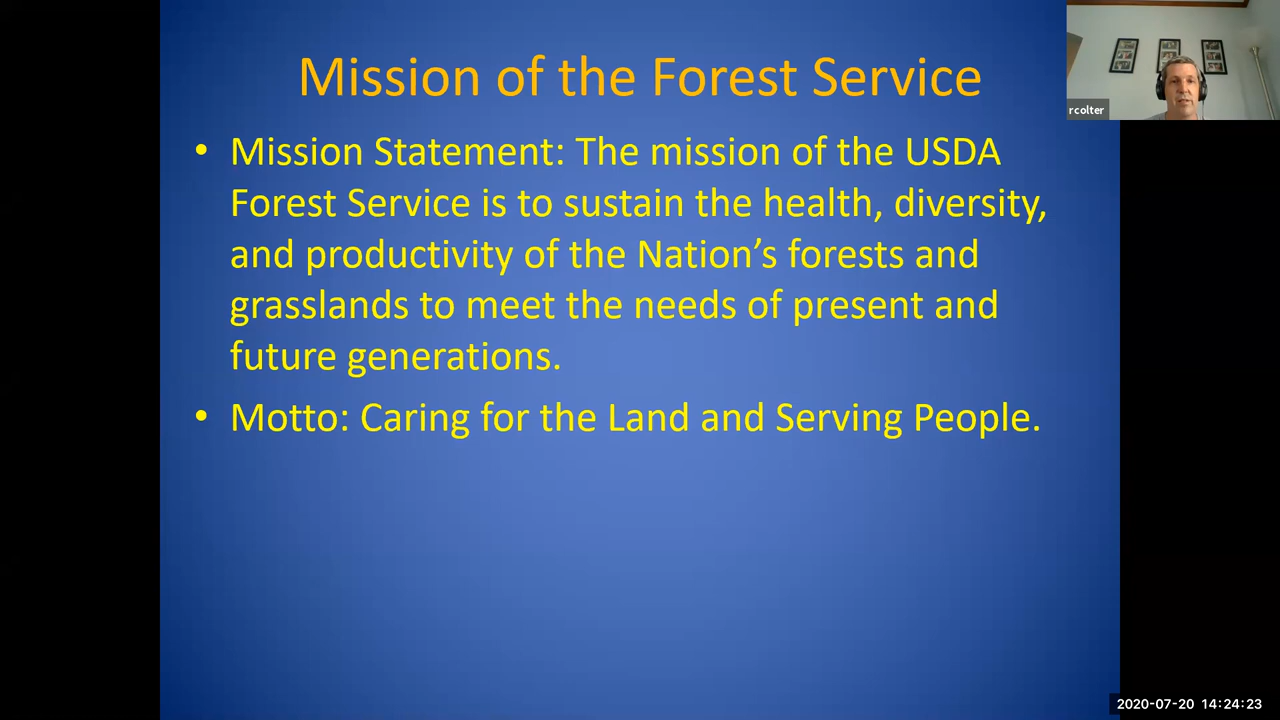 Mission of the Forest Service
rcolter
• Mission Statement: The mission of the USDA
Forest Service is to sustain the health, diversity,
and productivity of the Nation’s forests and
grasslands to meet the needs of present and
future generations.
• Motto: Caring for the Land and Serving People.
2020-07-20 14:24:23